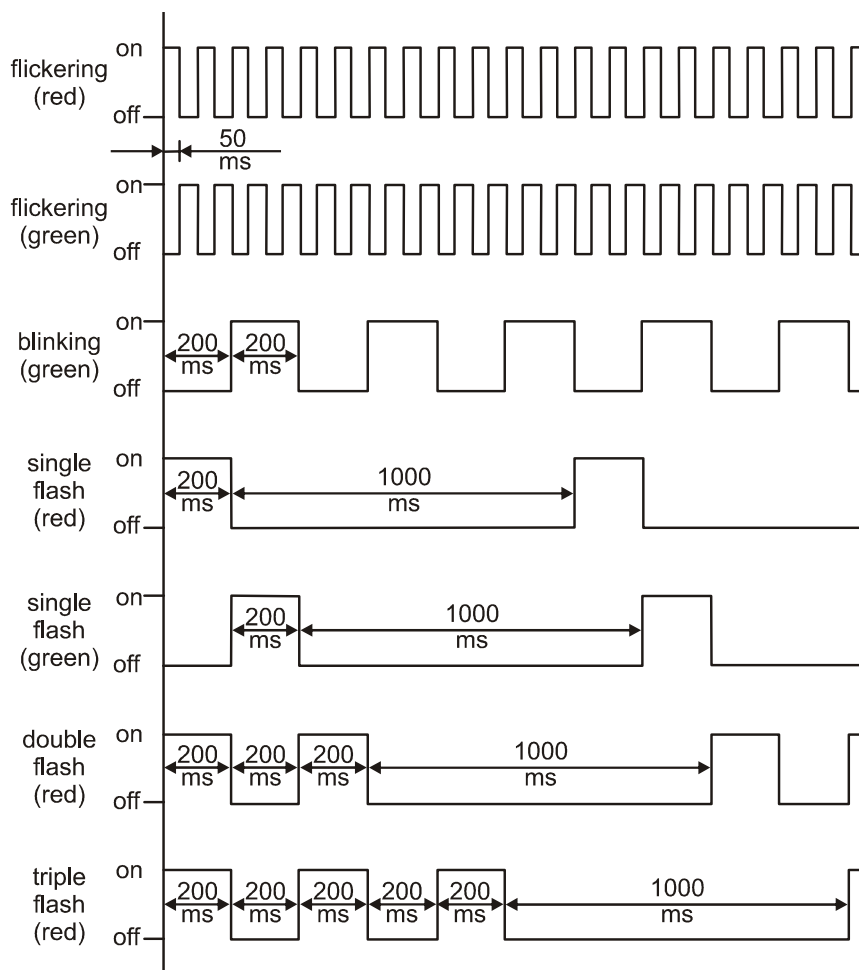 on
flickering
(red)
off
50
ms
on
flickering
(green)
off
on
blinking
(green)
200
ms
200
ms
off
on
single
flash
(red)
200
ms
1000
ms
off
on
single
flash
(green)
200
ms
1000
ms
off
on
double
flash
(red)
200
ms
200
ms
200
ms
1000
ms
off
on
triple
flash
(red)
200
ms
200
ms
200
ms
200
ms
200
ms
1000
ms
off